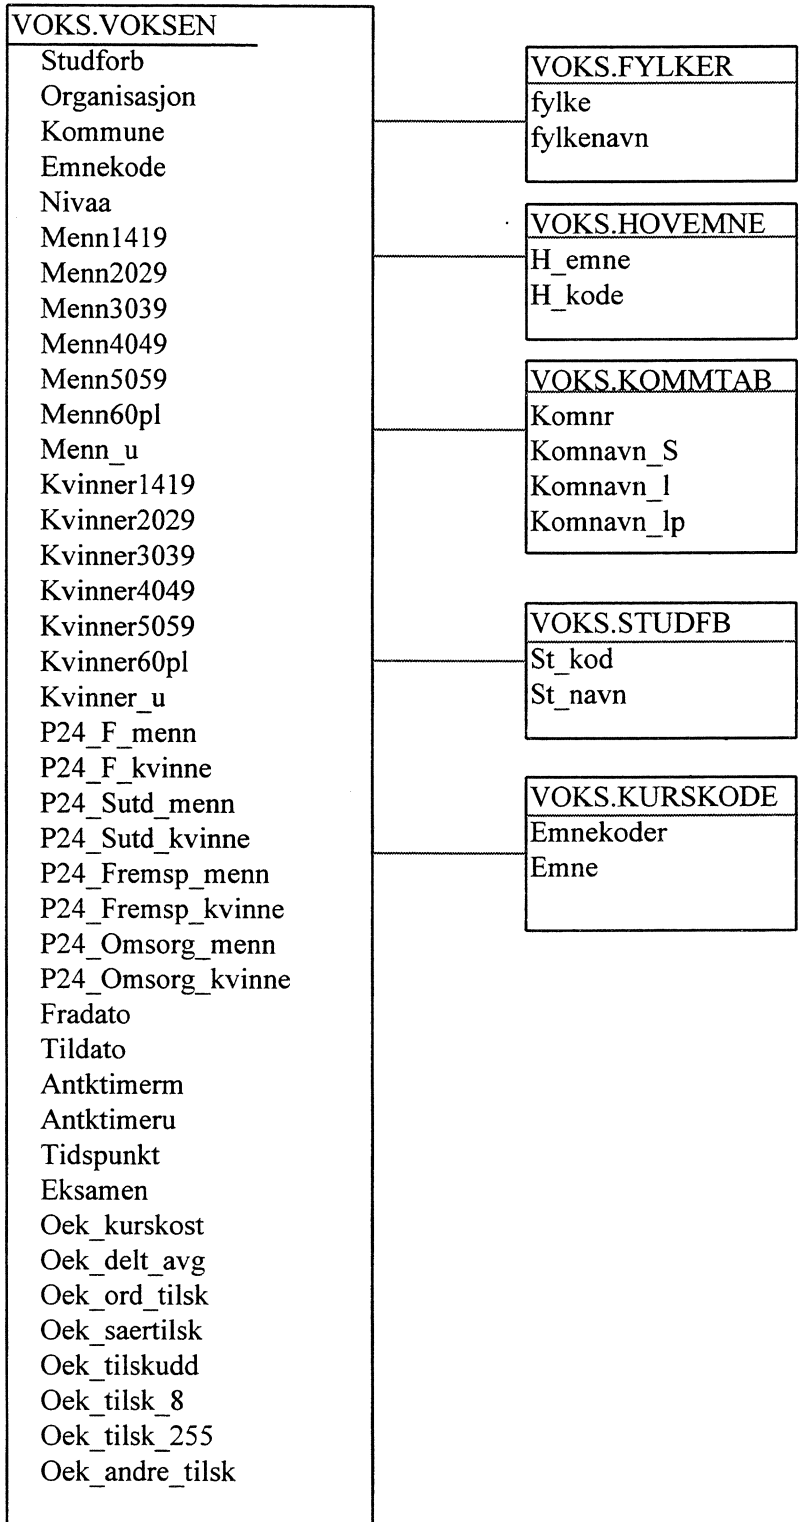 VOKS.VOKSEN
Studforb
Organisasjon
Kommune
Emnekode
Nivaa
Menn1419
Menn2029
Menn3039
Menn4049
Menn5059
Menn60pl
Menn_u
Kvinner1419
Kvinner2029
Kvinner3039
Kvinner4049
Kvinner5059
Kvinner60pl
Kvinner_u
P24_F_menn
P24_F_kvinne
P24_Sutd_menn
P24_Sutd_kvinne
P24_Fremsp_menn
P24_Fremsp_kvinne
P24_Omsorg_menn
P24_Omsorg_kvinne
Fradato
Tildato
Antktimerm
Antktimeru
Tidspunkt
Eksamen
Oek_kurskost
Oek_delt_avg
Oek_ord_tilsk
Oek_saertilsk
Oek_tilskudd
Oek_tilsk_8
Oek_tilsk_255
Oek_andre_tilsk
VOKS.FYLKER
fylke
fylkenavn
VOKS.HOVEMNE
H_emne
H_kode
VOKS.KOMMTAB
Komnr
Komnavn_S
Komnavn_l
Komnavn_lp
VOKS.STUDFB
St_kod
St_navn
VOKS.KURSKODE
Emnekoder
Emne